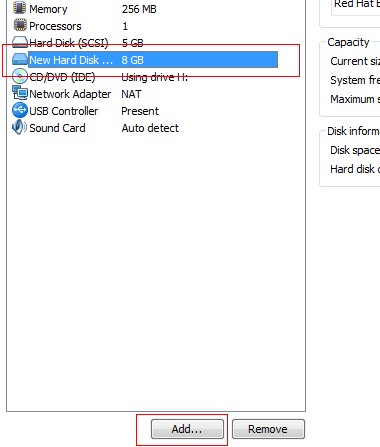 Memory 256 MB
Processors 1
Hard Disk (SCSI) 5 GB
New Hard Disk ... 8 GB
CD/DVD (IDE) Using drive H:
Network Adapter NAT
USB Controller Present
Sound Card Auto detect
Add...
Remove
Red Hat E
Capacity
Current siz
System fre
Maximum s
Disk informa
Disk space
Hard disk c